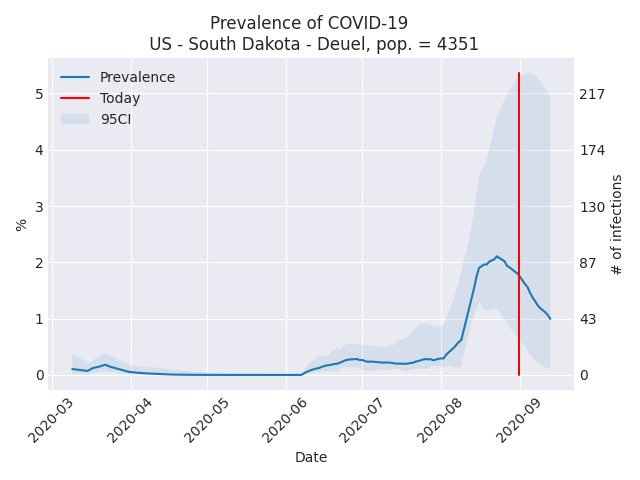 Prevalence of COVID-19
US - South Dakota - Deuel, pop. = 4351
Prevalence
Today
95CI
5
4
3
2
1
0
%
217
174
130
87
43
0
# of infections
2020-03
2020-04
2020-05
2020-06
2020-07
2020-08
2020-09
Date